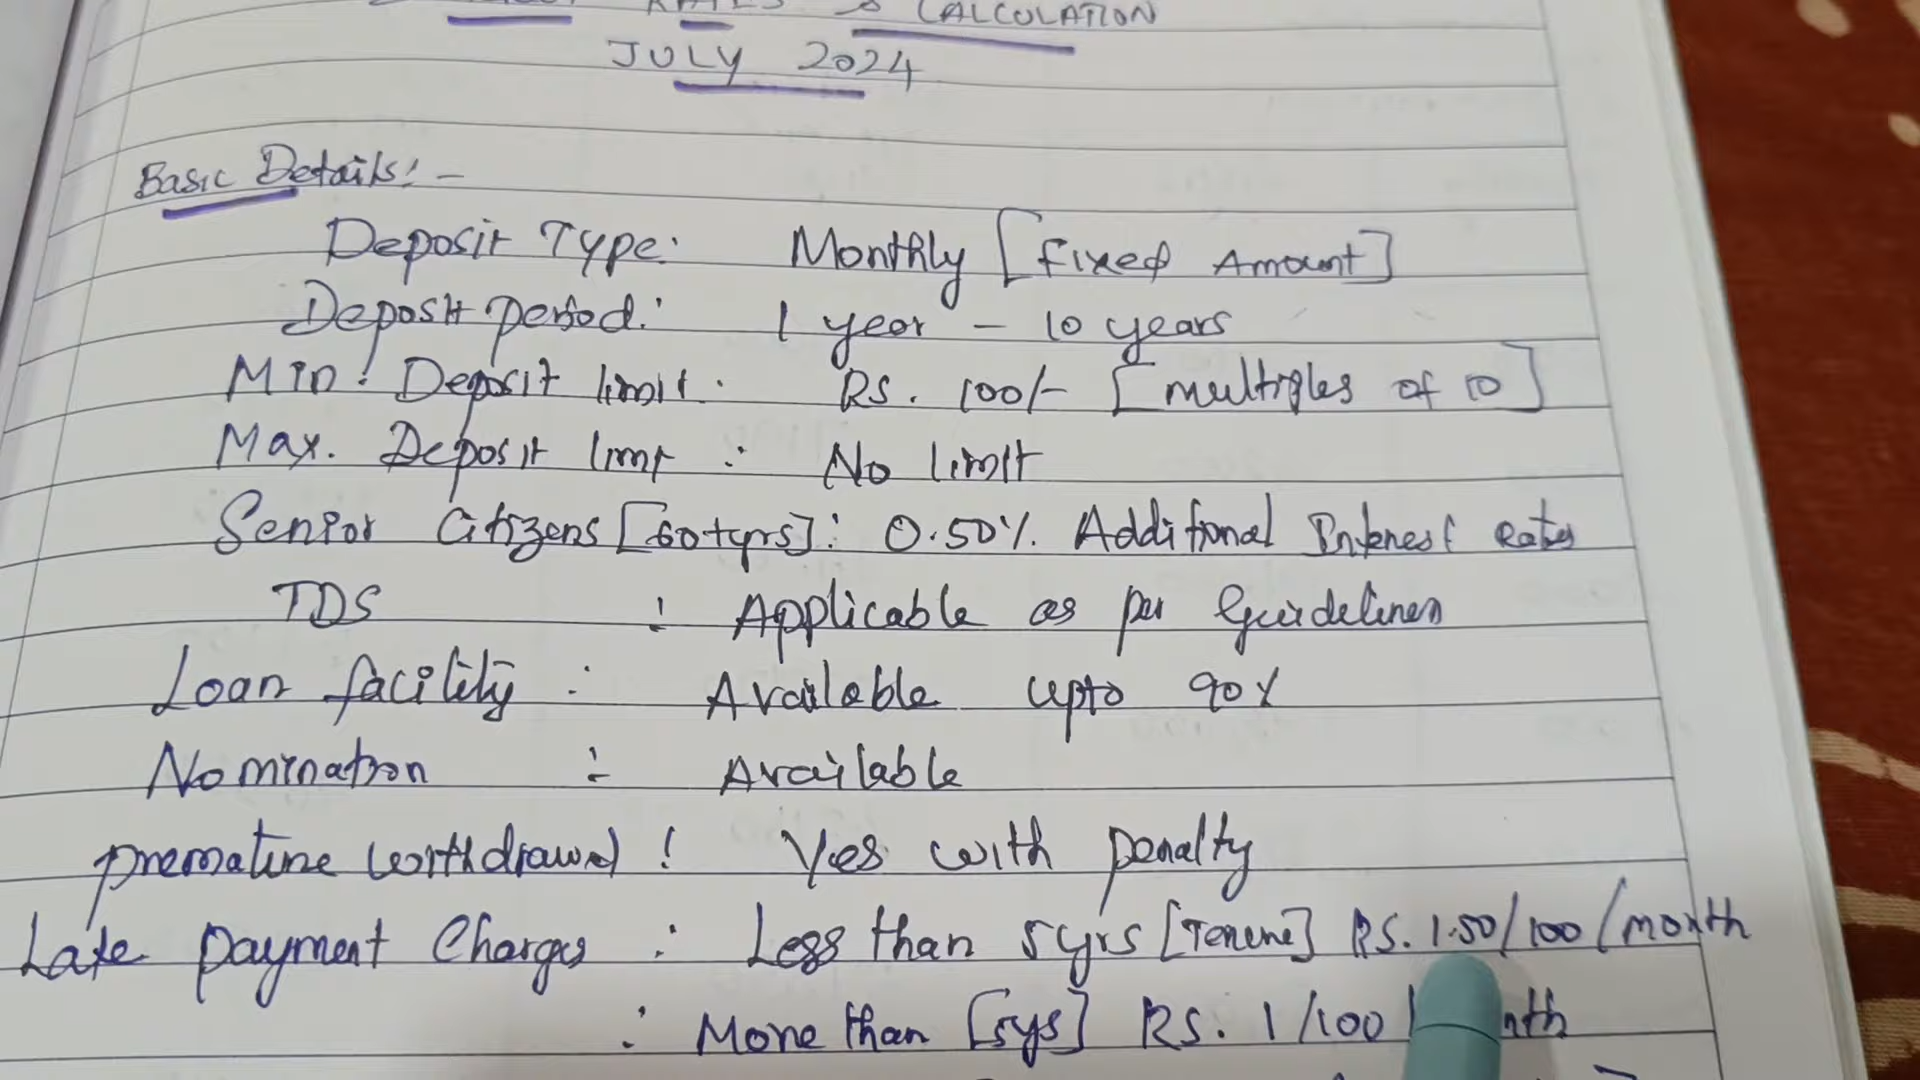 RATES & CALCULATION
JULY 2024
Basic Details:-
Deposit Type: Monthly [Fixed Amount]
Deposit period: 1 year - 10 years
Min: Deposit limit: RS. 100/- [multiples of 10]
Max. Deposit limit: No limit
Senior Citizens [60+yrs]: 0.50% Additional Interest Rates
TDS : Applicable as per Guidelines
Loan facility : Available upto 90%
Nomination : Available
premature withdrawal : Yes with penalty
Late payment Charges : Less than 5yrs [Tenure] RS. 1.50/100/month
: More than [5ys] RS. 1/100/